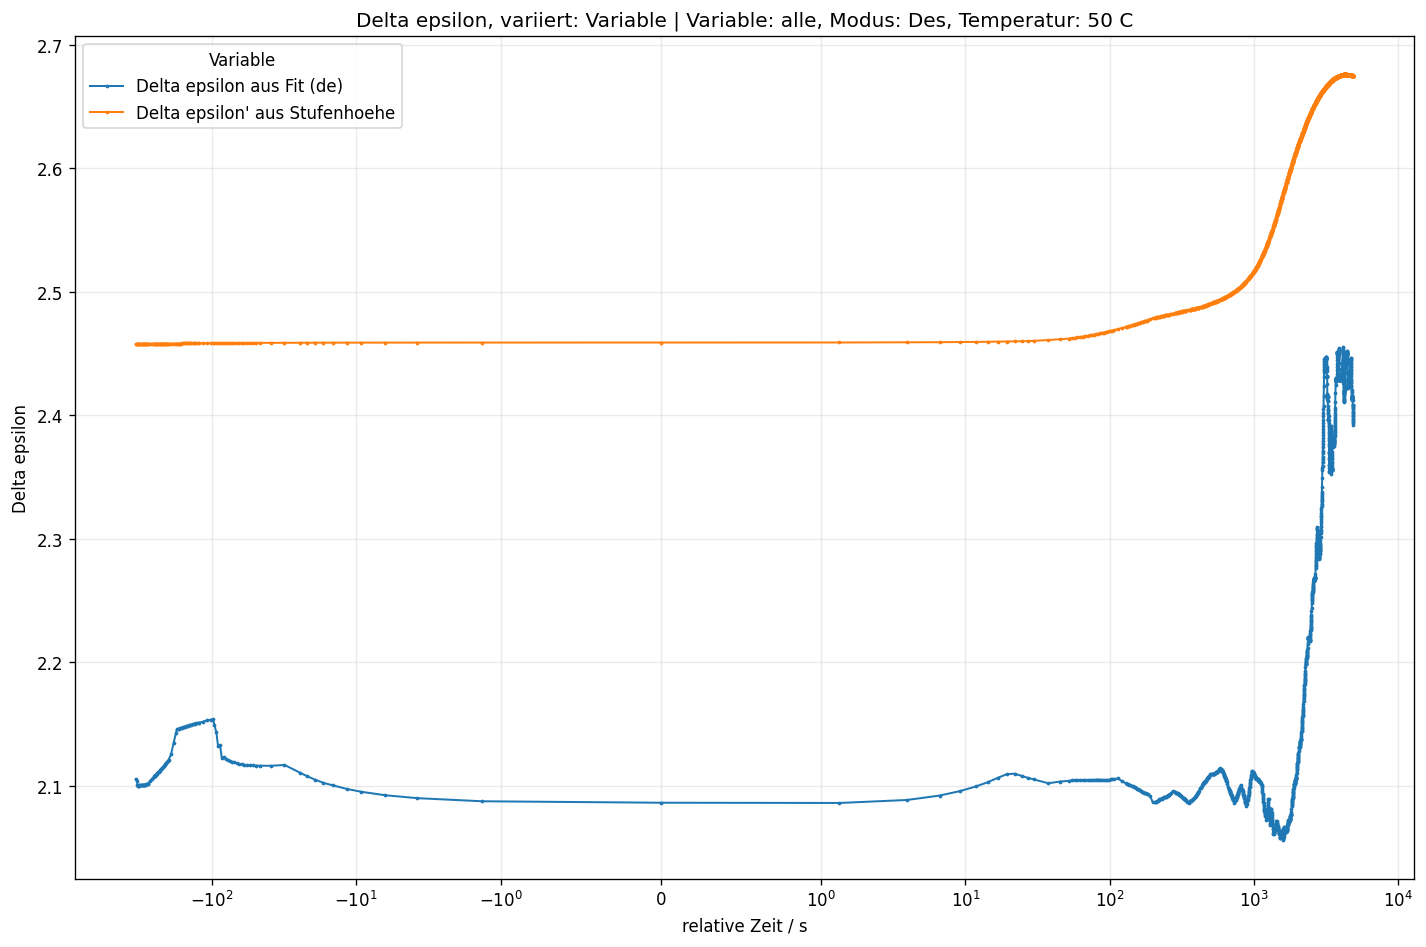 Delta epsilon, variiert: Variable | Variable: alle, Modus: Des, Temperatur: 50 C
Variable
Delta epsilon aus Fit (de)
Delta epsilon' aus Stufenhoehe
Delta epsilon
2.7
2.6
2.5
2.4
2.3
2.2
2.1
−10² −10¹ −10⁰ 0 10⁰ 10¹ 10² 10³ 10⁴
relative Zeit / s